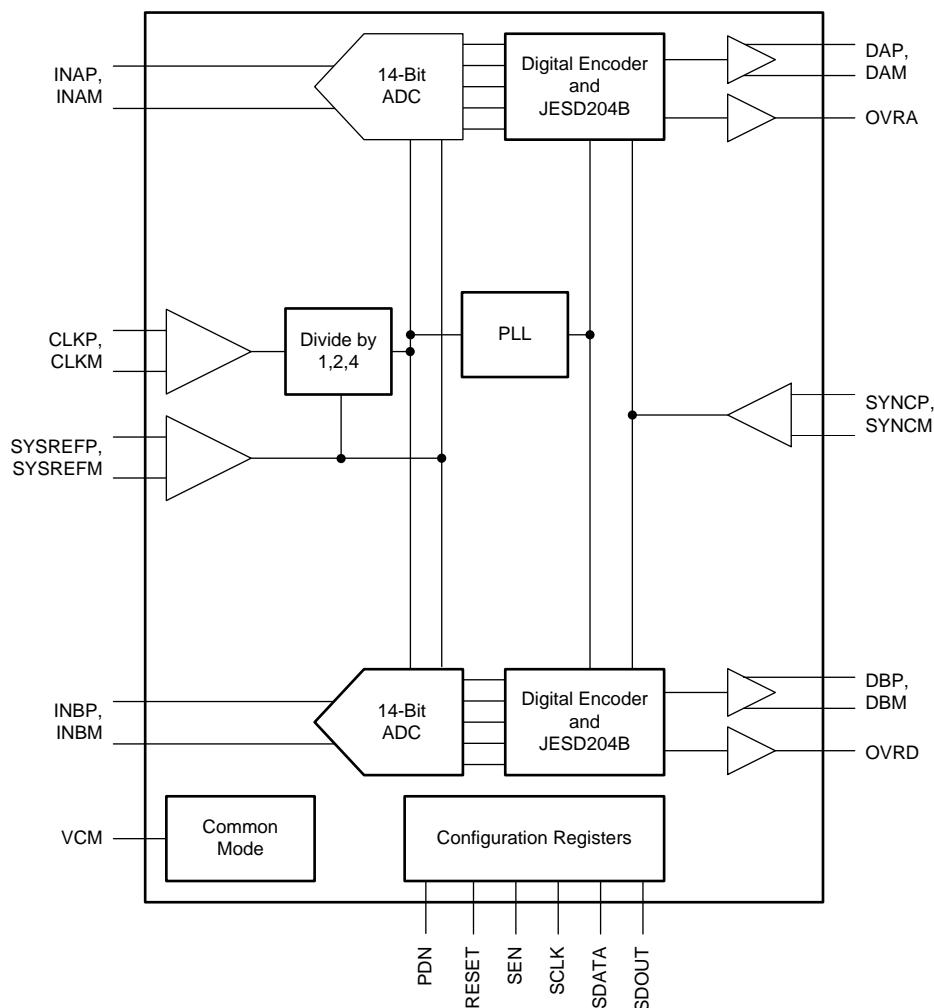 INAP,
INAM
14-Bit
ADC
Digital Encoder
and
JESD204B
DAP,
DAM
OVRA
CLKP,
CLKM
Divide by
1,2,4
PLL
SYNCP,
SYNCM
SYSREFP,
SYSREFM
INBP,
INBM
14-Bit
ADC
Digital Encoder
and
JESD204B
DBP,
DBM
OVRD
VCM
Common
Mode
Configuration Registers
PDN
RESET
SEN
SCLK
SDATA
SDOUT